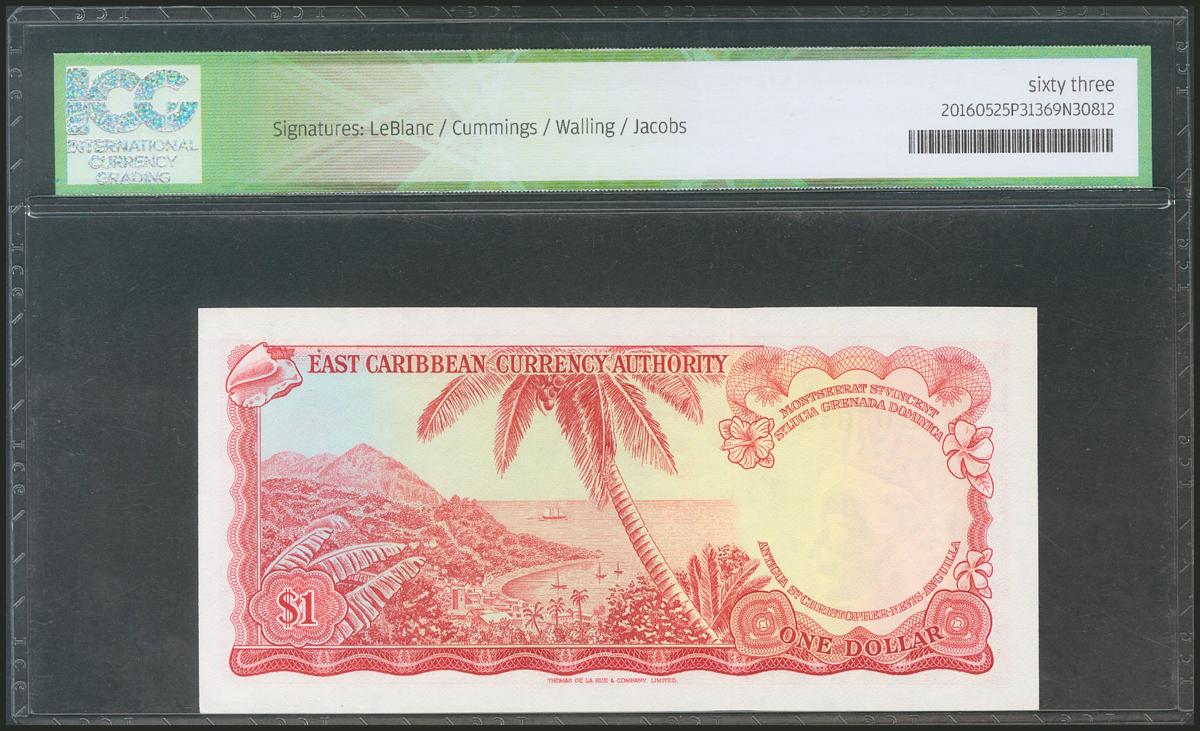 ICG
INTERNATIONAL
CURRENCY
GRADING
Signatures: LeBlanc / Cummings / Walling / Jacobs
sixty three
20160525P31369N30812
EAST CARIBBEAN CURRENCY AUTHORITY
MONTSERRAT ST VINCENT
ST LUCIA GRENADA DOMINICA
ANTIGUA ST CHRISTOPHER-NEVIS-ANGUILLA
$1
ONE DOLLAR
THOMAS DE LA RUE & COMPANY, LIMITED.